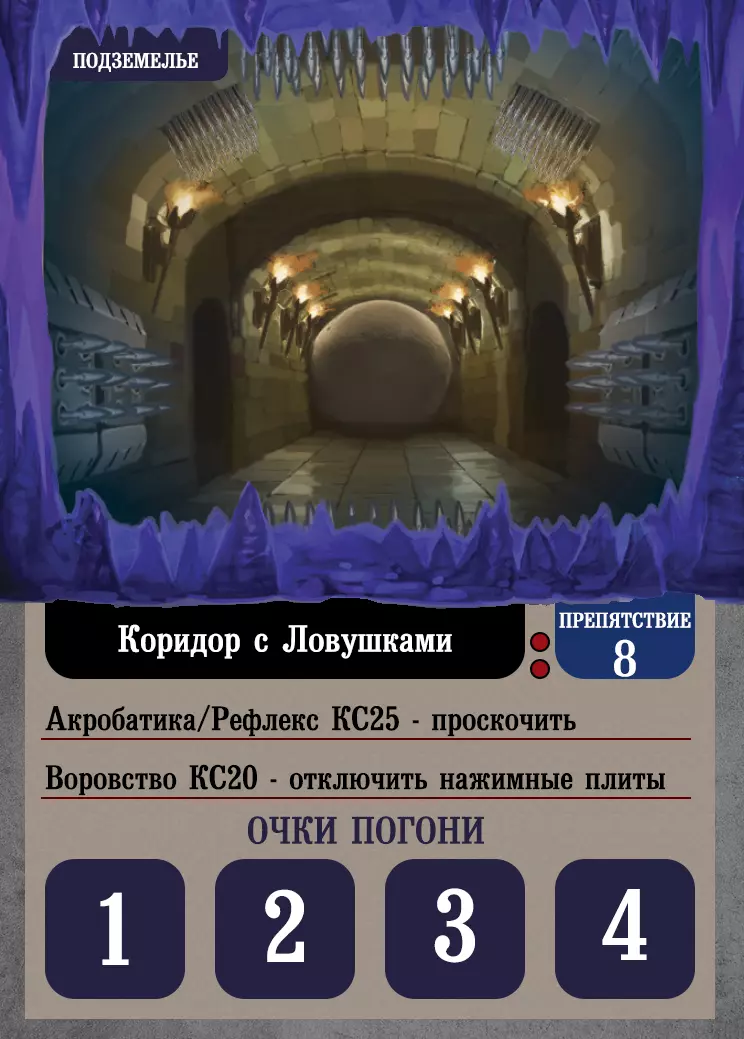 ПОДЗЕМЕЛЬЕ
Коридор с Ловушками
ПРЕПЯТСТВИЕ
8
Акробатика/Рефлекс КС25 - проскочить
Воровство КС20 - отключить нажимные плиты
ОЧКИ ПОГОНИ
1 2 3 4